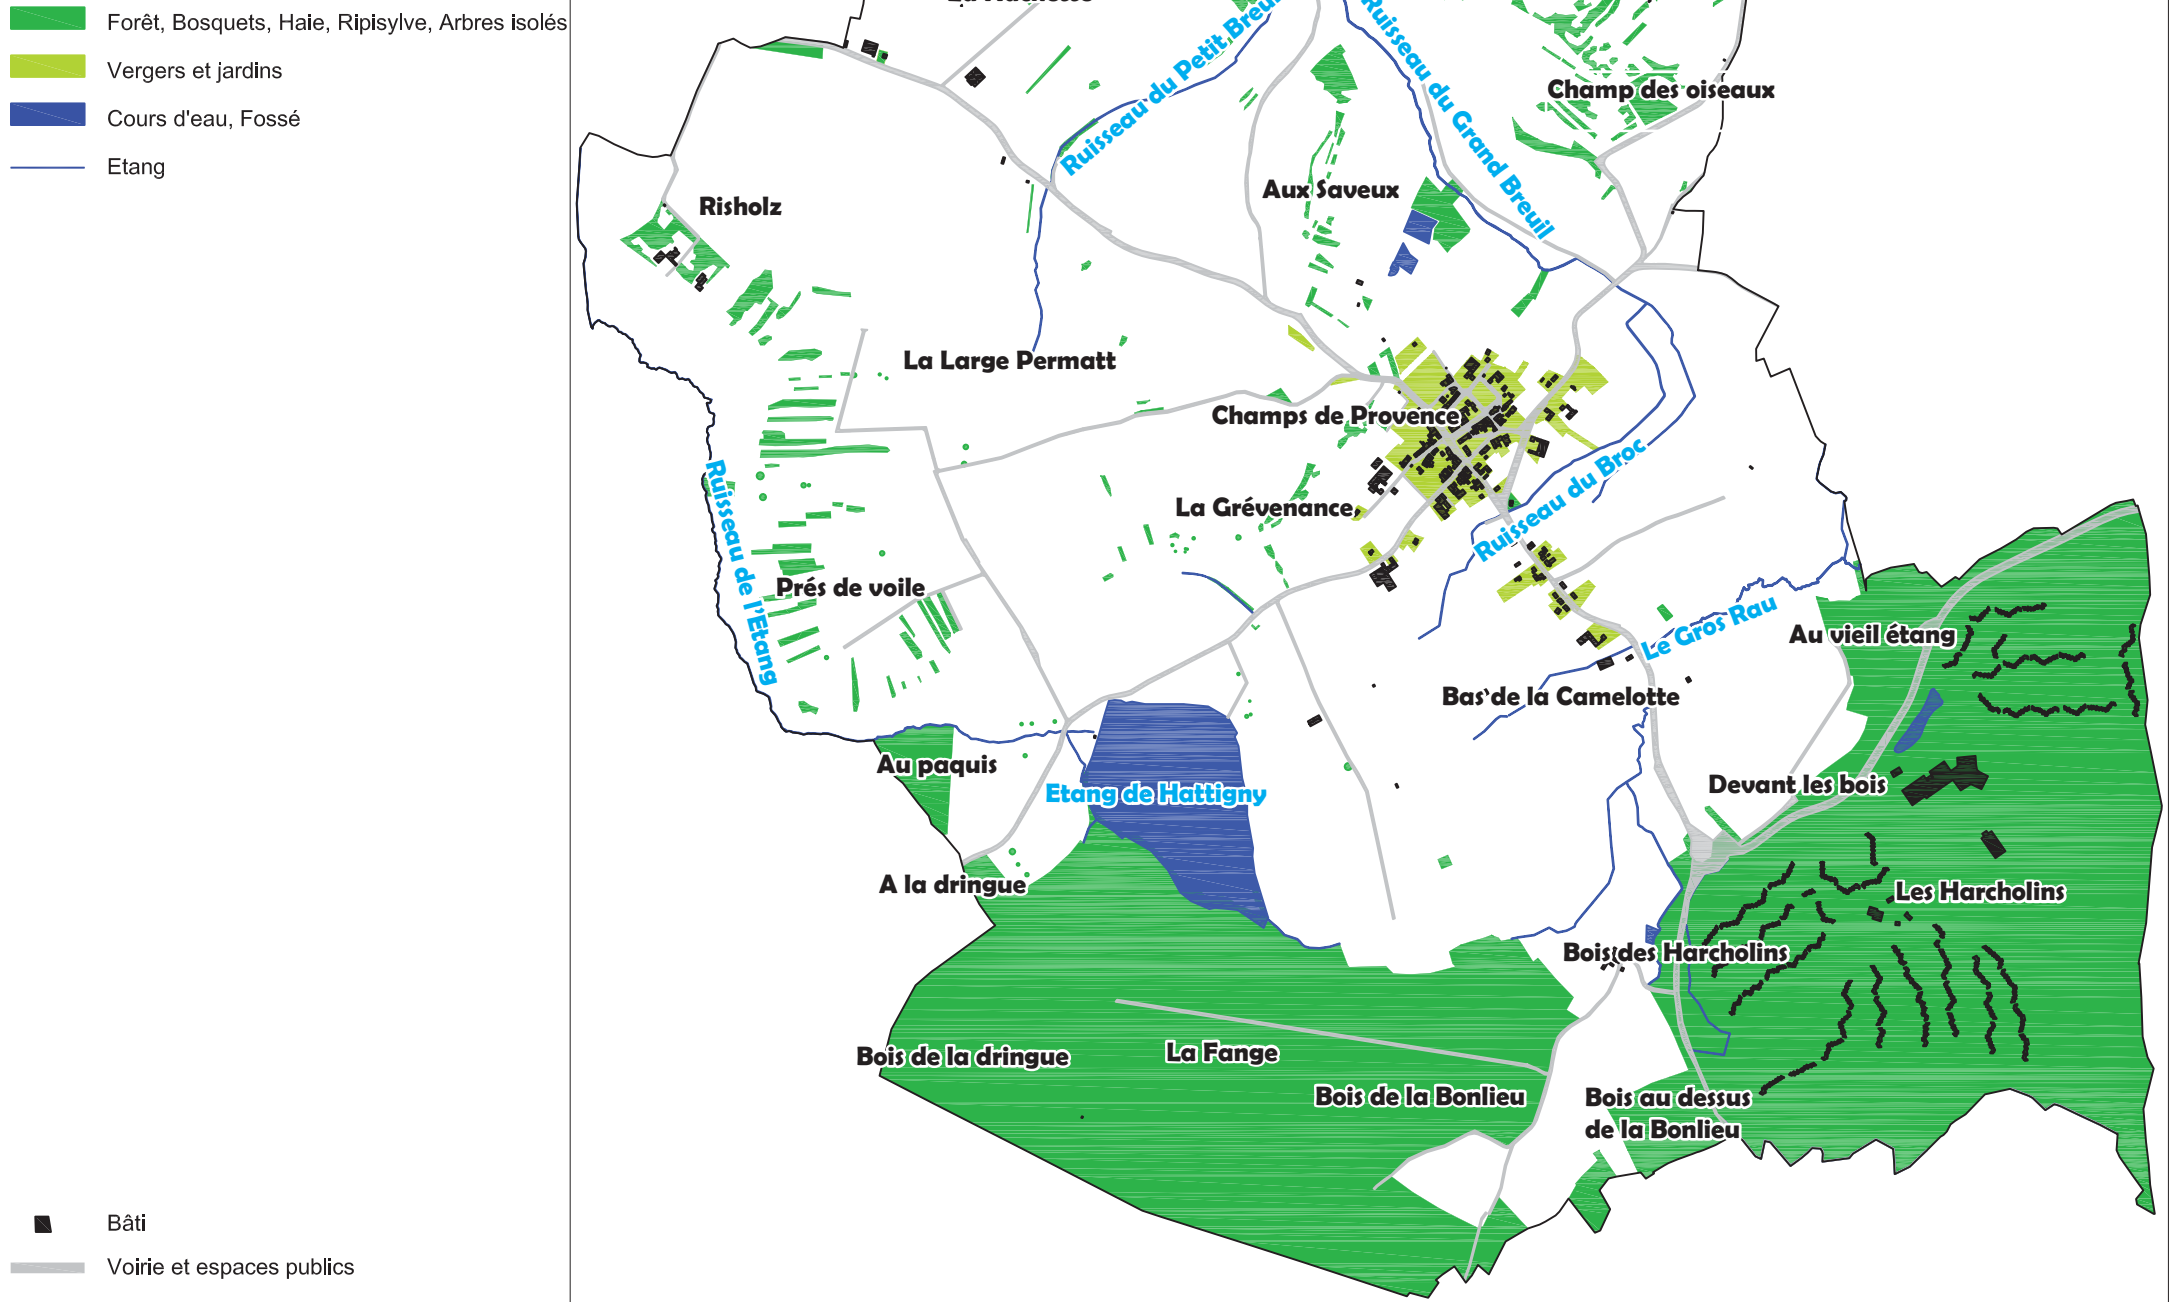 Forêt, Bosquets, Haie, Ripisylve, Arbres isolés
Vergers et jardins
Cours d'eau, Fossé
Etang
Bâti
Voirie et espaces publics
Ruisseau du Petit Breuil
Ruisseau du Grand Breuil
Champ des oiseaux
Aux Saveux
Risholz
La Large Permatt
Champs de Provence
Ruisseau du Broc
La Grévenance
Ruisseau de l'Etang
Prés de voile
Le Gros Rau
Au vieil étang
Bas de la Camelotte
Au paquis
Etang de Hattigny
Devant les bois
A la dringue
Les Harcholins
Bois des Harcholins
Bois de la dringue
La Fange
Bois de la Bonlieu
Bois au dessus
de la Bonlieu